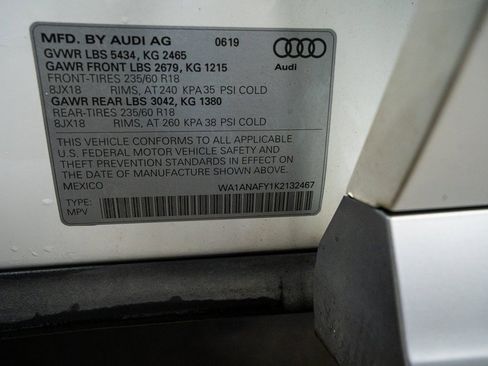 MFD. BY AUDI AG 0619
GVWR LBS 5434, KG 2465
GAWR FRONT LBS 2679, KG 1215
Audi
FRONT-TIRES 235/60 R18
8JX18 RIMS, AT 240 KPA 35 PSI COLD
GAWR REAR LBS 3042, KG 1380
REAR-TIRES 235/60 R18
8JX18 RIMS, AT 260 KPA 38 PSI COLD
THIS VEHICLE CONFORMS TO ALL APPLICABLE
U.S. FEDERAL MOTOR VEHICLE SAFETY AND
THEFT PREVENTION STANDARDS IN EFFECT ON
THE DATE OF MANUFACTURE SHOWN ABOVE.
MEXICO WA1ANAFY1K2132467
TYPE:
MPV